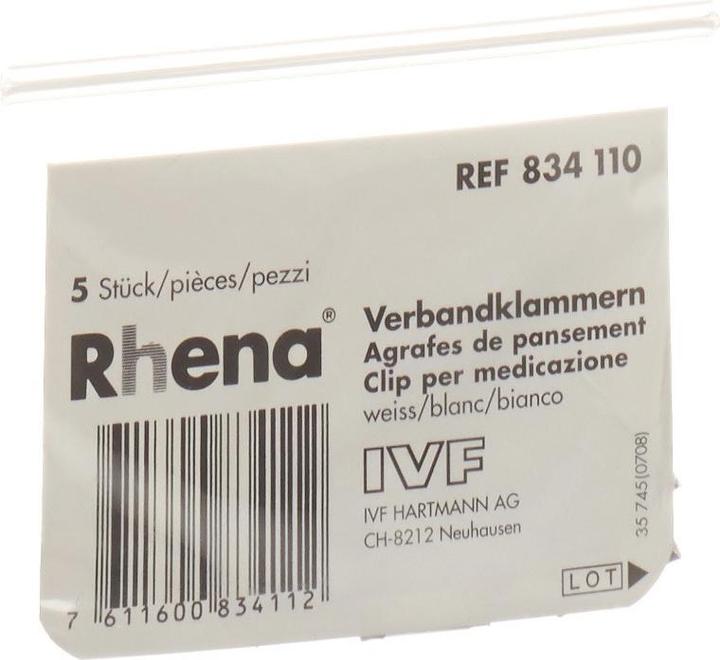 REF 834 110
5 Stück/pièces/pezzi
Rhena®
Verbandklammern
Agrafes de pansement
Clip per medicazione
weiss/blanc/bianco
IVF
IVF HARTMANN AG
CH-8212 Neuhausen
35 745(0708)
LOT
7 611600 834112